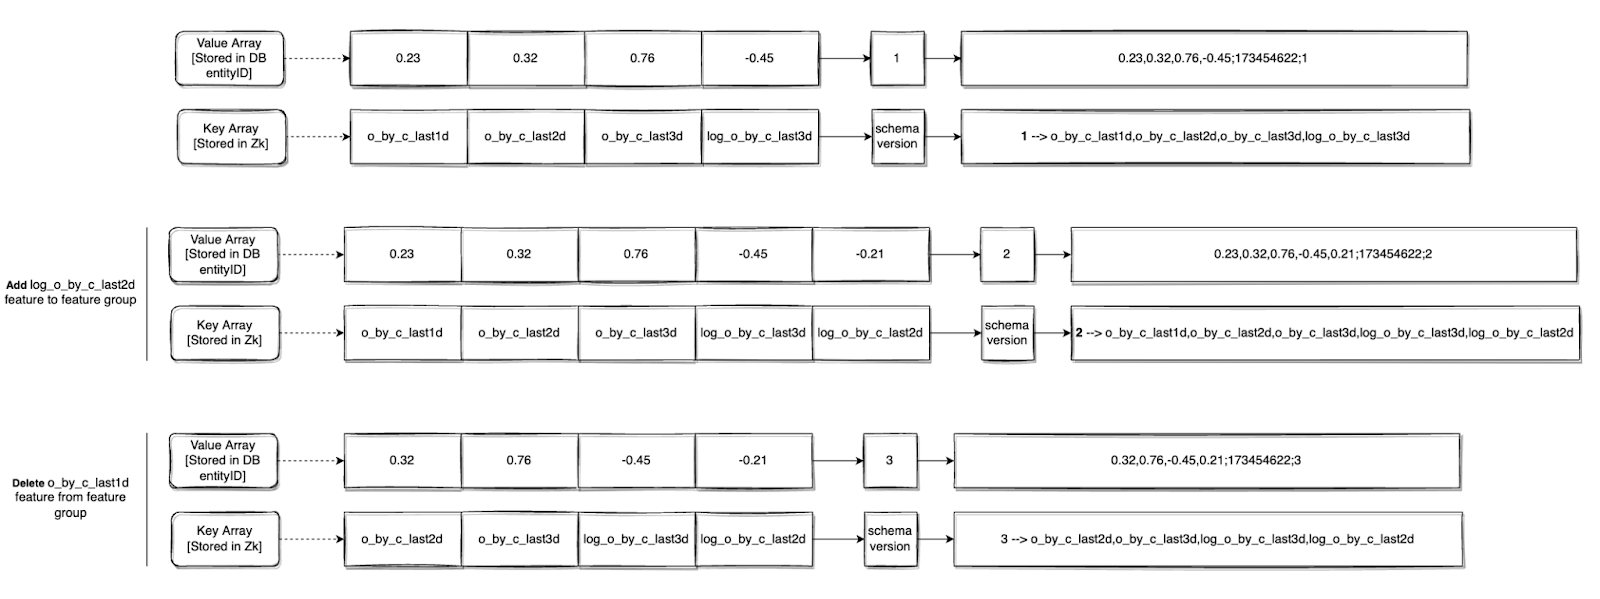 Value Array
[Stored in DB
entityID]
0.23
0.32
0.76
-0.45
1
0.23,0.32,0.76,-0.45;173454622;1
Key Array
[Stored in Zk]
o_by_c_last1d
o_by_c_last2d
o_by_c_last3d
log_o_by_c_last3d
schema
version
1 --> o_by_c_last1d,o_by_c_last2d,o_by_c_last3d,log_o_by_c_last3d
Add log_o_by_c_last2d
feature to feature group
Value Array
[Stored in DB
entityID]
0.23
0.32
0.76
-0.45
-0.21
2
0.23,0.32,0.76,-0.45,0.21;173454622;2
Key Array
[Stored in Zk]
o_by_c_last1d
o_by_c_last2d
o_by_c_last3d
log_o_by_c_last3d
log_o_by_c_last2d
schema
version
2 --> o_by_c_last1d,o_by_c_last2d,o_by_c_last3d,log_o_by_c_last3d,log_o_by_c_last2d
Delete o_by_c_last1d
feature from feature
group
Value Array
[Stored in DB
entityID]
0.32
0.76
-0.45
-0.21
3
0.32,0.76,-0.45,0.21;173454622;3
Key Array
[Stored in Zk]
o_by_c_last2d
o_by_c_last3d
log_o_by_c_last3d
log_o_by_c_last2d
schema
version
3 --> o_by_c_last2d,o_by_c_last3d,log_o_by_c_last3d,log_o_by_c_last2d